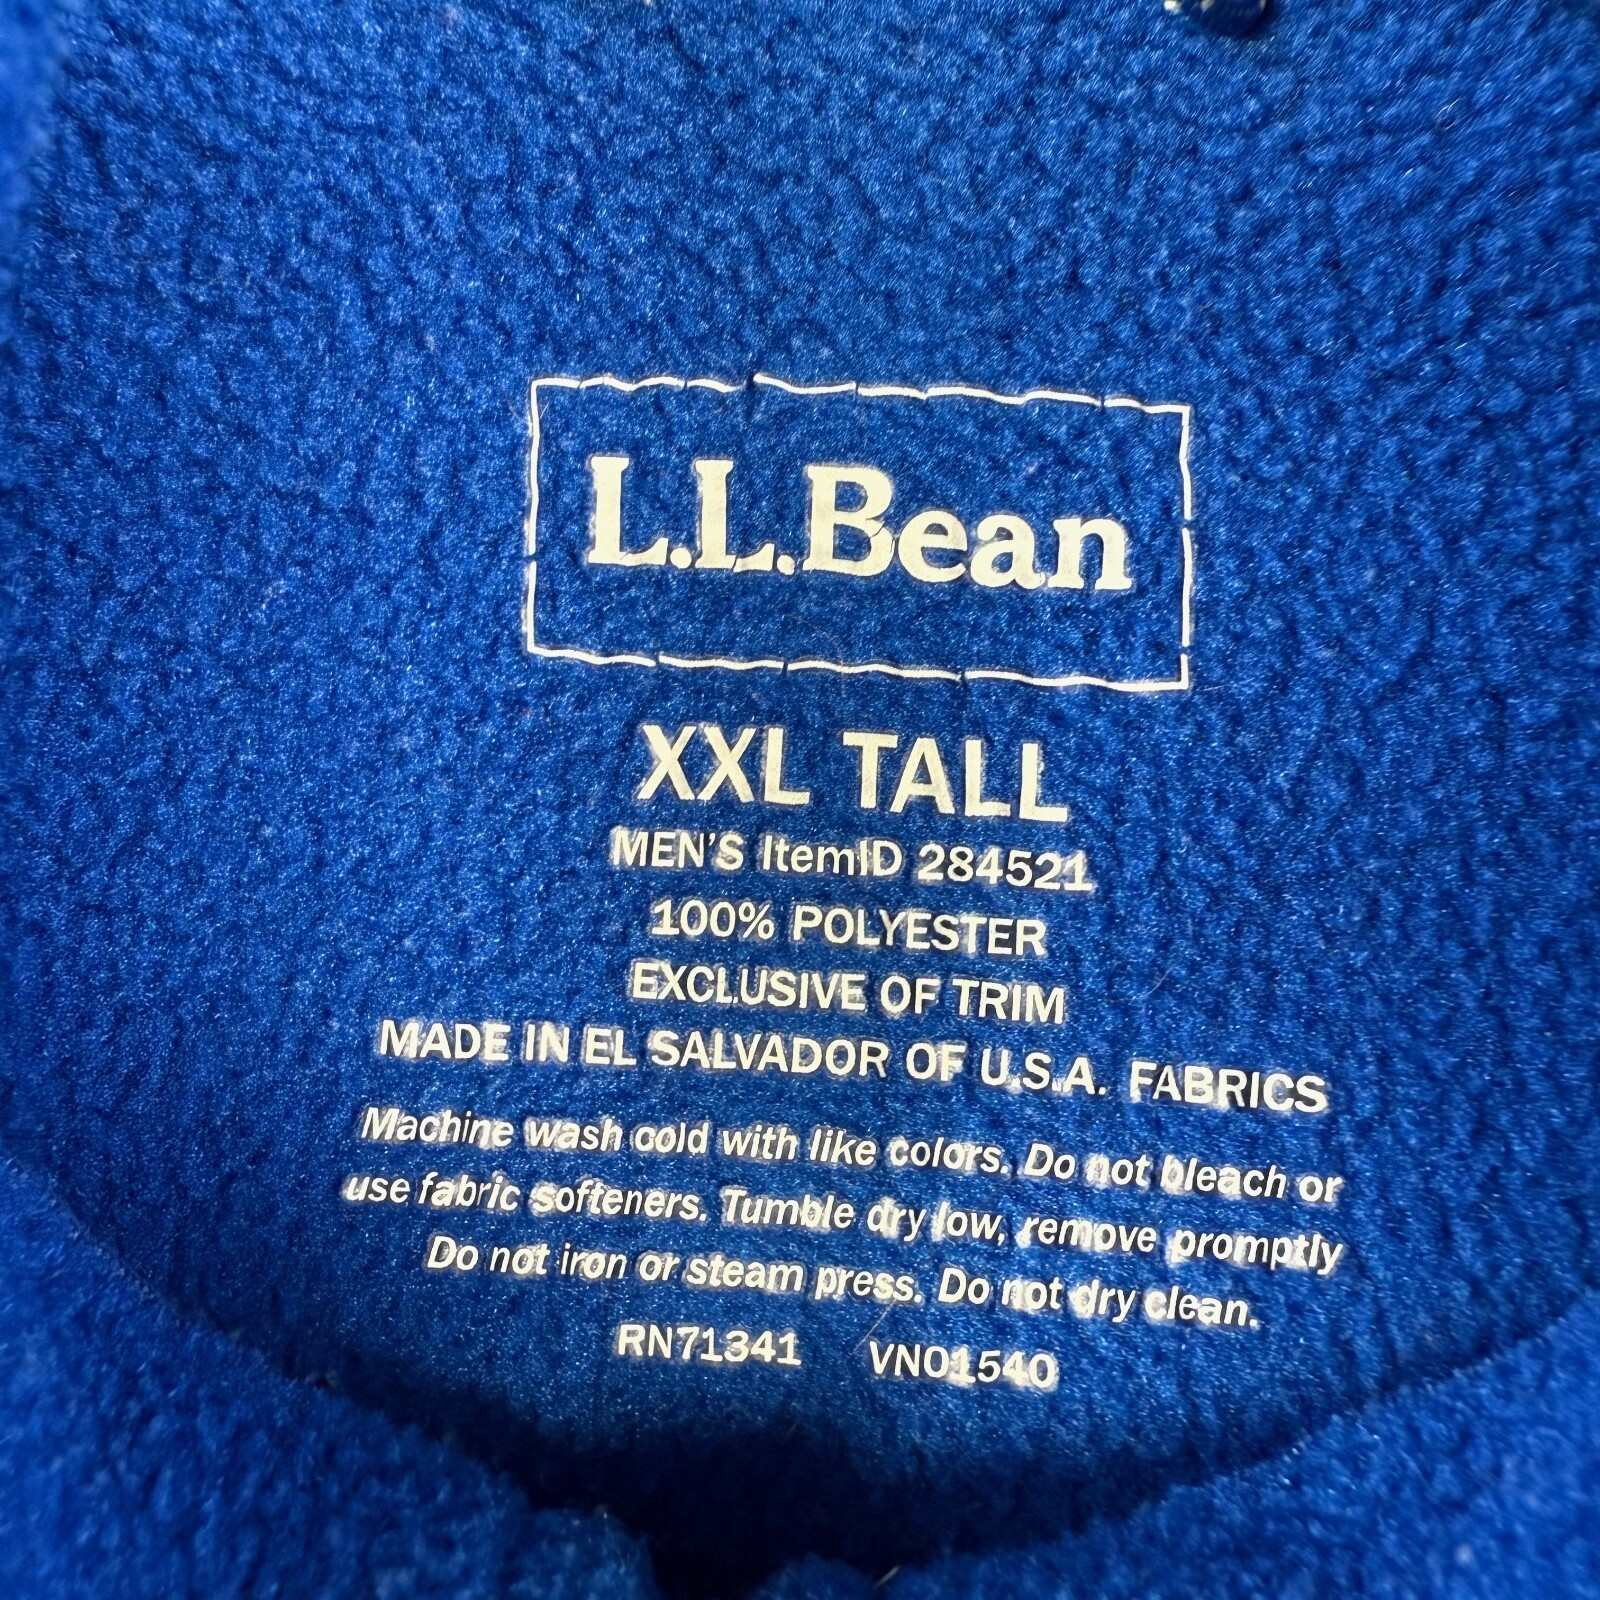 L.L.Bean
XXL TALL
MEN'S ItemID 284521
100% POLYESTER
EXCLUSIVE OF TRIM
MADE IN EL SALVADOR OF U.S.A. FABRICS
Machine wash cold with like colors. Do not bleach or
use fabric softeners. Tumble dry low, remove promptly
Do not iron or steam press. Do not dry clean.
RN71341 VN01540